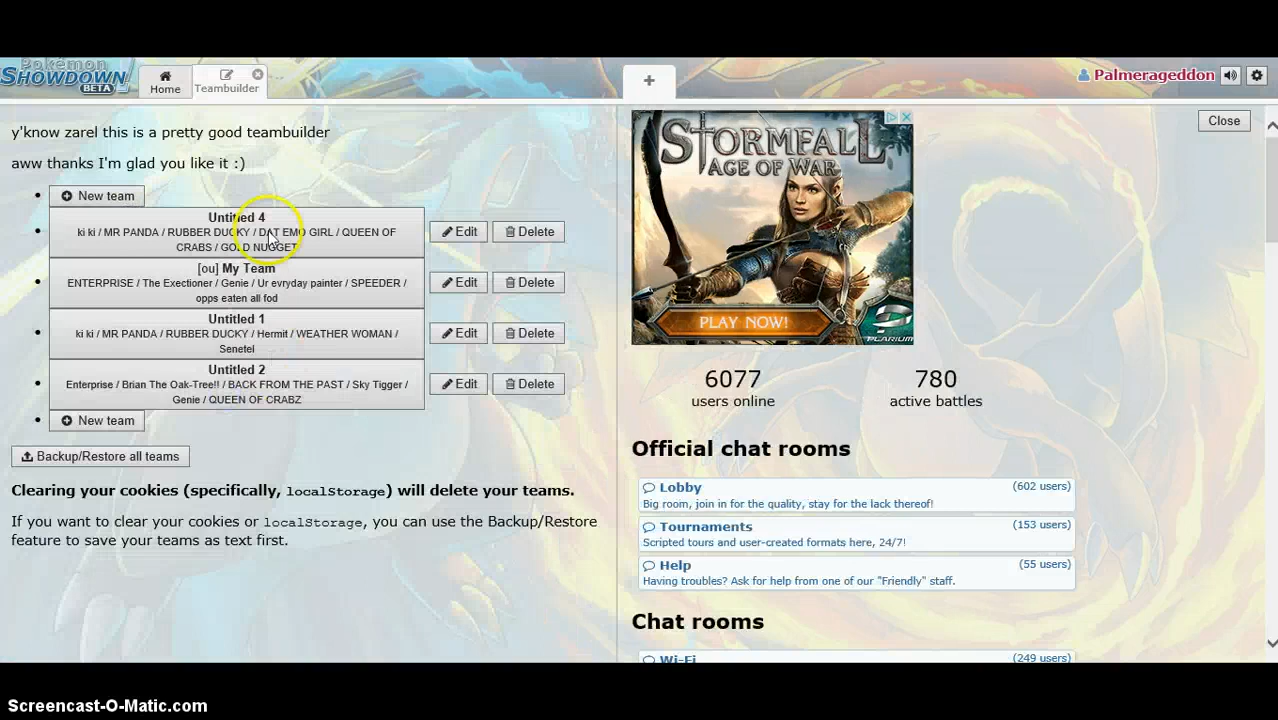 Pokémon
SHOWDOWN
BETA
Home
Teambuilder
+
Palmerageddon
y'know zarel this is a pretty good teambuilder
aww thanks I'm glad you like it :)
New team
Untitled 4
ki ki / MR PANDA / RUBBER DUCKY / DAT EMO GIRL / QUEEN OF
CRABS / GOLD NUGGET
Edit
Delete
[ou] My Team
ENTERPRISE / The Exectioner / Genie / Ur evryday painter / SPEEDER /
opps eaten all fod
Edit
Delete
Untitled 1
ki ki / MR PANDA / RUBBER DUCKY / Hermit / WEATHER WOMAN /
Senetel
Edit
Delete
Untitled 2
Enterprise / Brian The Oak-Tree!! / BACK FROM THE PAST / Sky Tigger /
Genie / QUEEN OF CRABZ
Edit
Delete
New team
Backup/Restore all teams
Clearing your cookies (specifically, localStorage) will delete your teams.
If you want to clear your cookies or localStorage, you can use the Backup/Restore
feature to save your teams as text first.
Close
STORMFALL
AGE OF WAR
PLAY NOW!
PLARIUM
6077
users online
780
active battles
Official chat rooms
Lobby
(602 users)
Big room, join in for the quality, stay for the lack thereof!
Tournaments
(153 users)
Scripted tours and user-created formats here, 24/7!
Help
(55 users)
Having troubles? Ask for help from one of our "Friendly" staff.
Chat rooms
Wi-Fi
(249 users)
Screencast-O-Matic.com